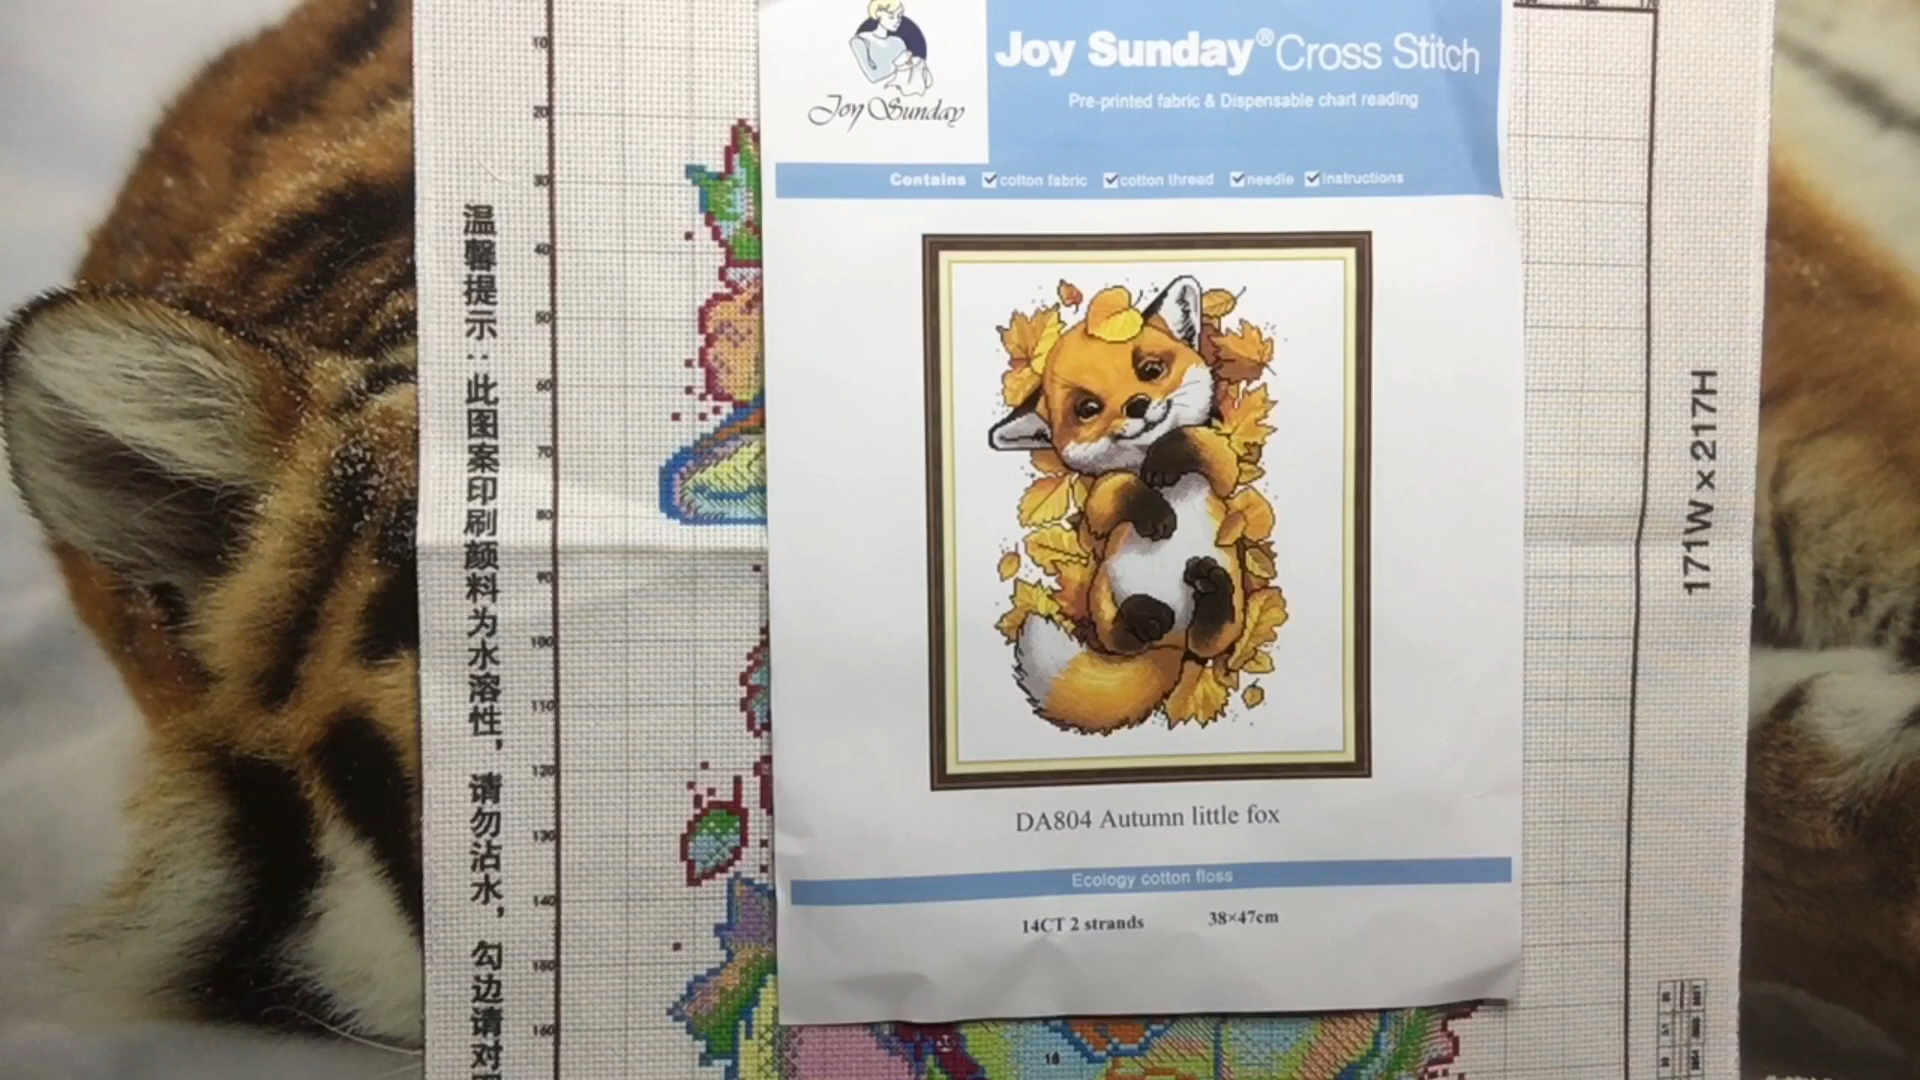 Joy Sunday
Joy Sunday® Cross Stitch
Pre-printed fabric & Dispensable chart reading
Contains cotton fabric cotton thread needle instructions
DA804 Autumn little fox
Ecology cotton floss
14CT 2 strands 38×47cm
温馨提示:此图案印刷颜料为水溶性,请勿沾水,勾边请对
10
20
30
40
50
60
70
80
90
100
110
120
130
140
150
160
171W×217H